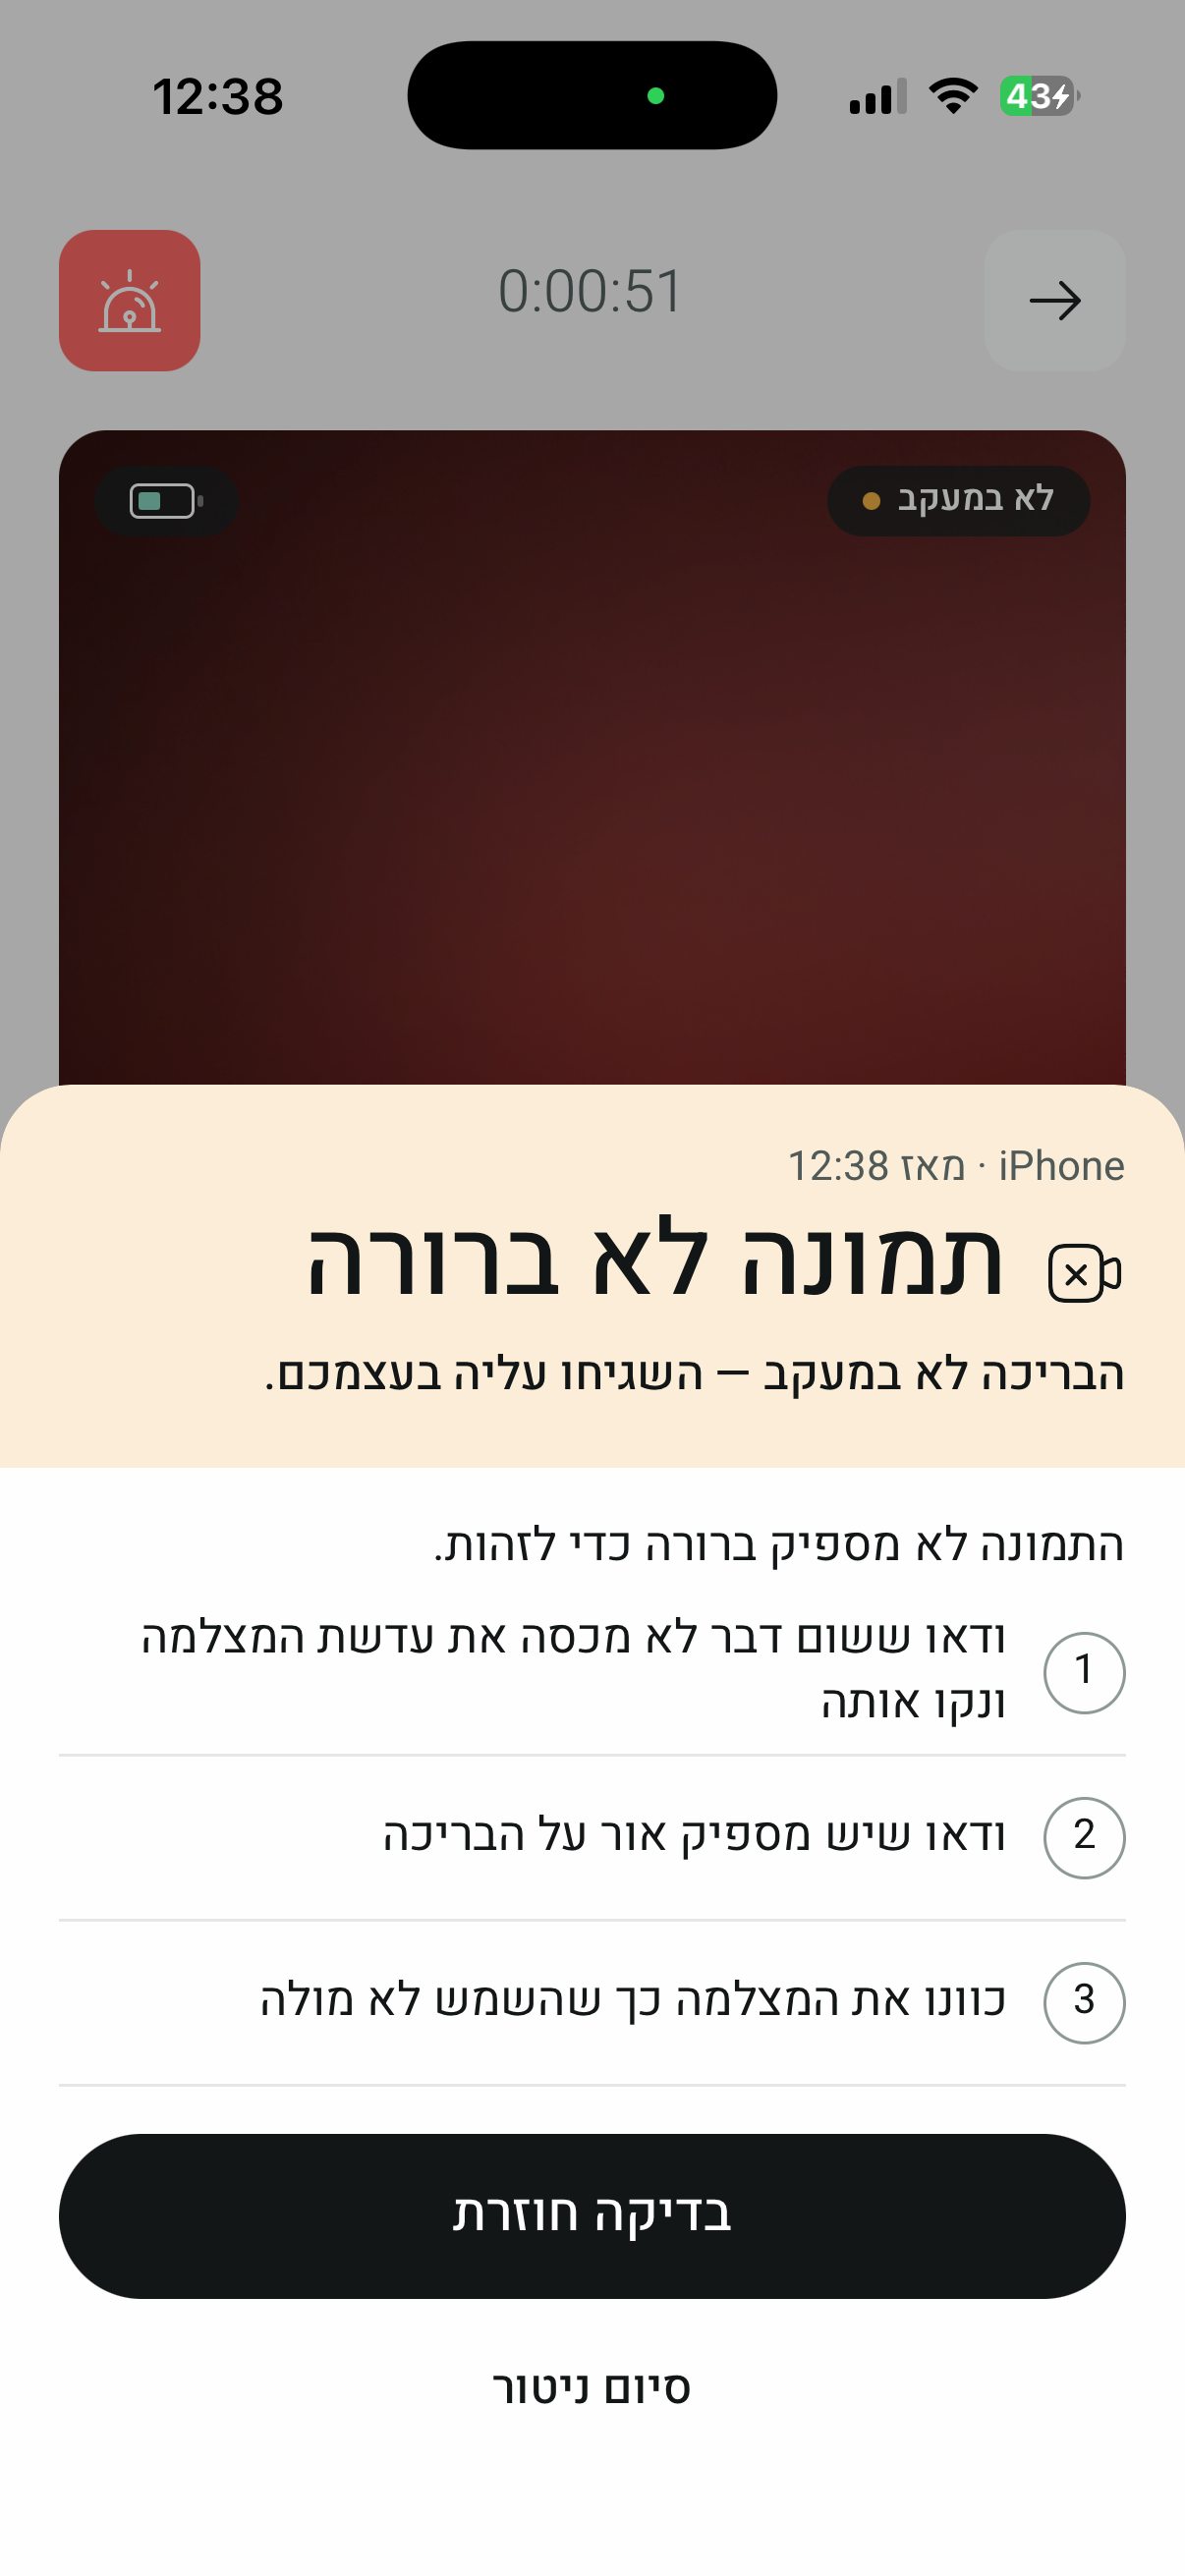 12:38
43
0:00:51
לא במעקב
iPhone · מאז 12:38
תמונה לא ברורה
הבריכה לא במעקב — השגיחו עליה בעצמכם.
התמונה לא מספיק ברורה כדי לזהות.
1 ודאו ששום דבר לא מכסה את עדשת המצלמה
ונקו אותה
2 ודאו שיש מספיק אור על הבריכה
3 כוונו את המצלמה כך שהשמש לא מולה
בדיקה חוזרת
סיום ניטור